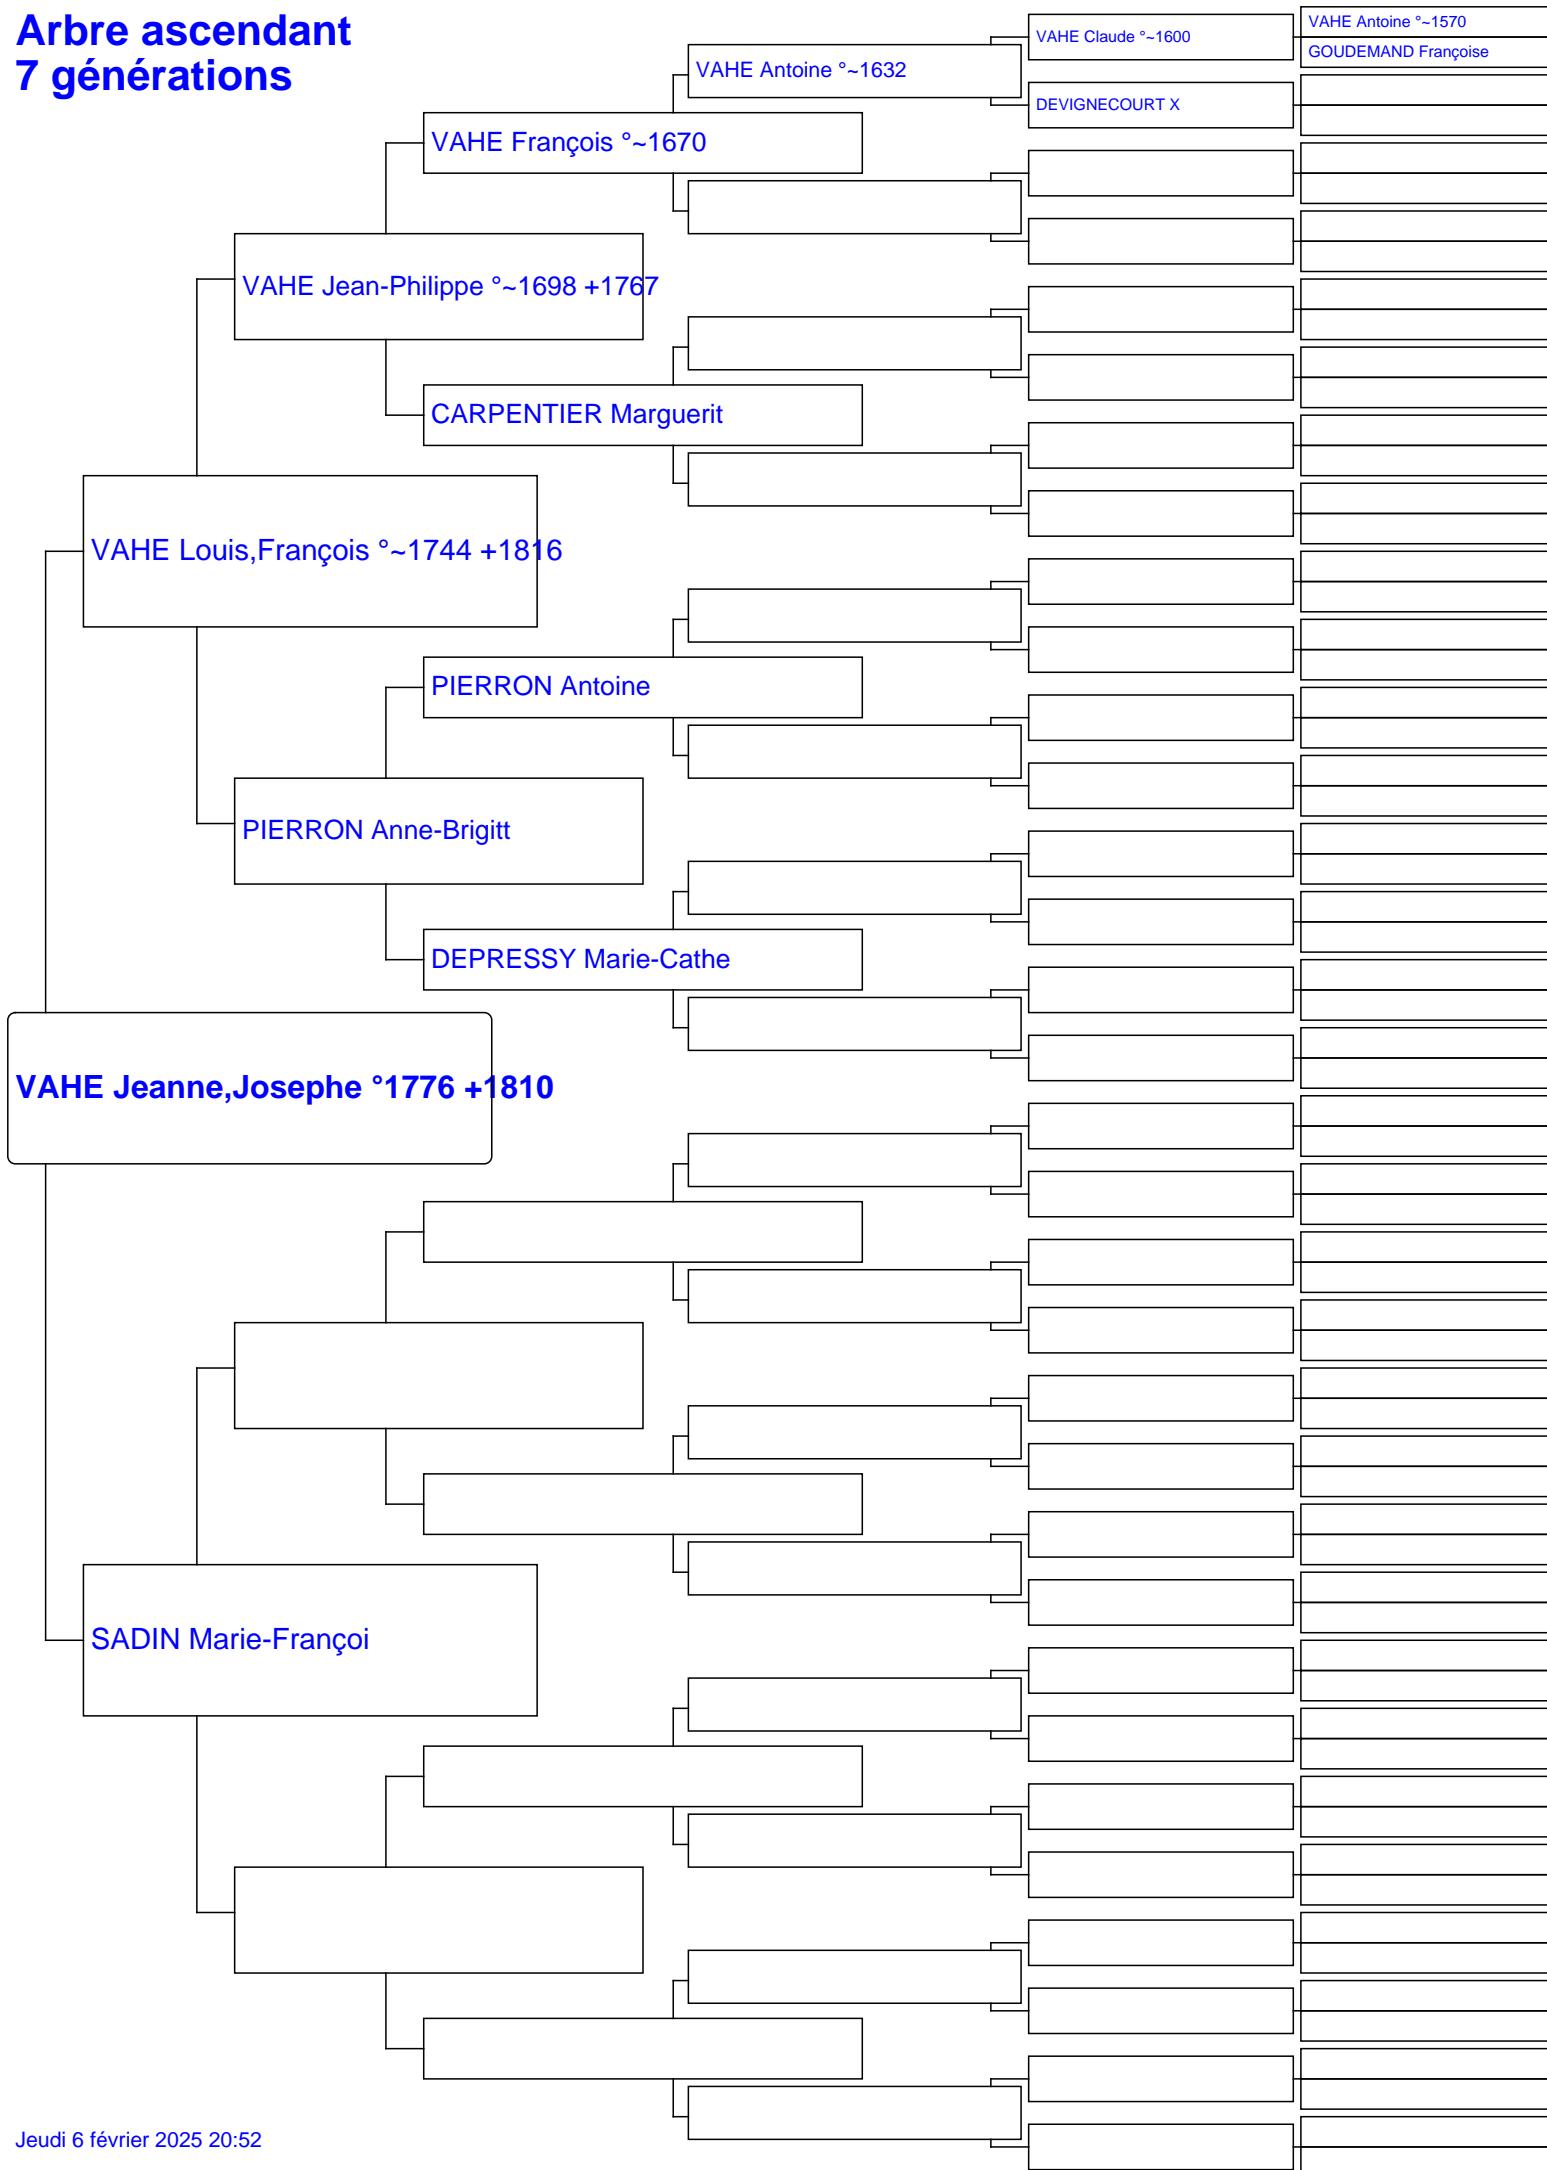 Arbre ascendant
7 générations
VAHE Antoine °~1570
GOUDEMAND Françoise
VAHE Claude °~1600
VAHE Antoine °~1632
DEVIGNECOURT X
VAHE François °~1670
VAHE Jean-Philippe °~1698 +1767
CARPENTIER Marguerit
VAHE Louis,François °~1744 +1816
PIERRON Antoine
PIERRON Anne-Brigitt
DEPRESSY Marie-Cathe
VAHE Jeanne,Josephe °1776 +1810
SADIN Marie-Françoi
Jeudi 6 février 2025 20:52